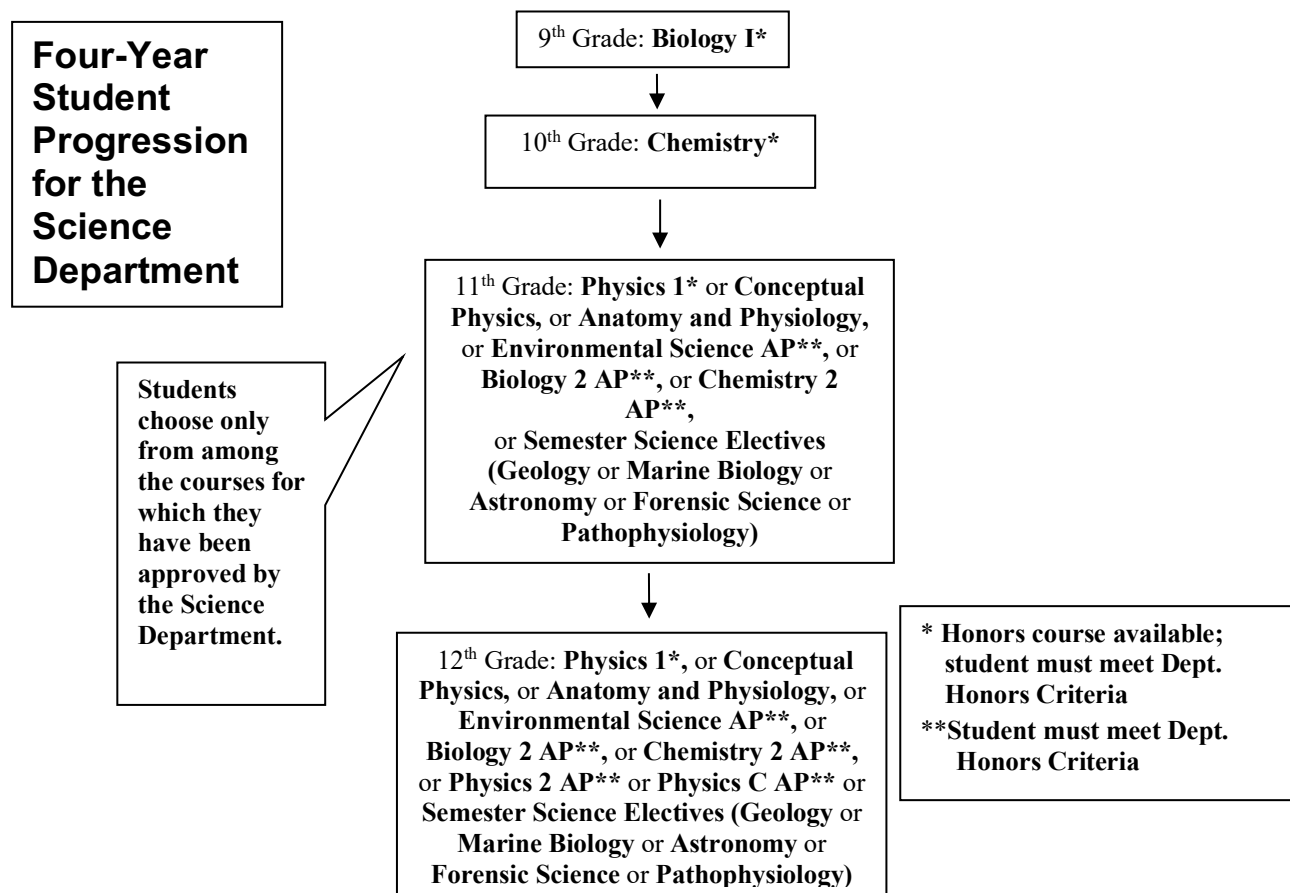 Four-Year
Student
Progression
for the
Science
Department
9th Grade: Biology I*
10th Grade: Chemistry*
11th Grade: Physics 1* or Conceptual
Physics, or Anatomy and Physiology,
or Environmental Science AP**, or
Biology 2 AP**, or Chemistry 2
AP**,
or Semester Science Electives
(Geology or Marine Biology or
Astronomy or Forensic Science or
Pathophysiology)
Students
choose only
from among
the courses for
which they
have been
approved by
the Science
Department.
12th Grade: Physics 1*, or Conceptual
Physics, or Anatomy and Physiology, or
Environmental Science AP**, or
Biology 2 AP**, or Chemistry 2 AP**,
or Physics 2 AP** or Physics C AP** or
Semester Science Electives (Geology or
Marine Biology or Astronomy or
Forensic Science or Pathophysiology)
* Honors course available;
student must meet Dept.
Honors Criteria
**Student must meet Dept.
Honors Criteria